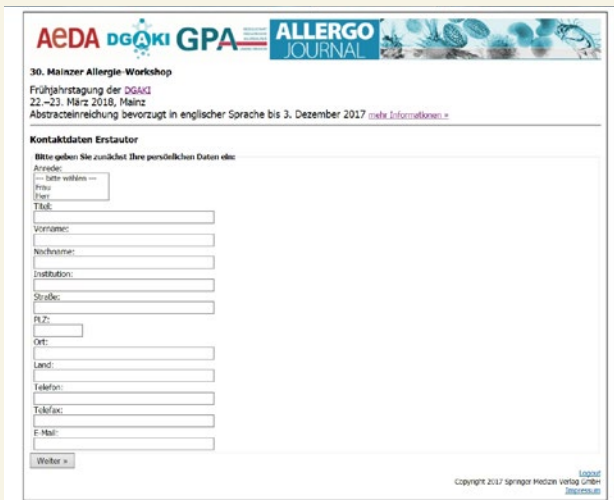 AeDA DGAKI GPA ALLERGO JOURNAL
30. Mainzer Allergie-Workshop
Frühjahrstagung der DGAKI
22.–23. März 2018, Mainz
Abstracteinreichung bevorzugt in englischer Sprache bis 3. Dezember 2017 mehr Informationen »
Kontaktdaten Erstautor
Bitte geben Sie zunächst Ihre persönlichen Daten ein:
Anrede:
--- bitte wählen ---
Frau
Herr
Titel:
Vorname:
Nachname:
Institution:
Straße:
PLZ:
Ort:
Land:
Telefon:
Telefax:
E-Mail:
Weiter »
Logout
Copyright 2017 Springer Medizin Verlag GmbH
Impressum